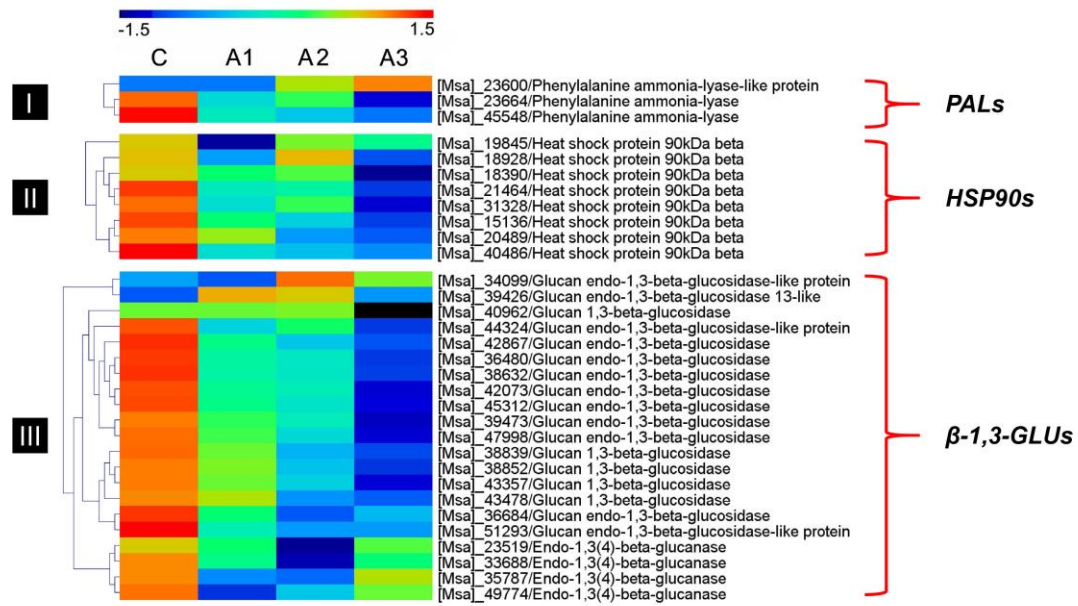 -1.5 1.5
C A1 A2 A3
I
[Msa]_23600/Phenylalanine ammonia-lyase-like protein
[Msa]_23664/Phenylalanine ammonia-lyase
[Msa]_45548/Phenylalanine ammonia-lyase
PALs
II
[Msa]_19845/Heat shock protein 90kDa beta
[Msa]_18928/Heat shock protein 90kDa beta
[Msa]_18390/Heat shock protein 90kDa beta
[Msa]_21464/Heat shock protein 90kDa beta
[Msa]_31328/Heat shock protein 90kDa beta
[Msa]_15136/Heat shock protein 90kDa beta
[Msa]_20489/Heat shock protein 90kDa beta
[Msa]_40486/Heat shock protein 90kDa beta
HSP90s
III
[Msa]_34099/Glucan endo-1,3-beta-glucosidase-like protein
[Msa]_39426/Glucan endo-1,3-beta-glucosidase 13-like
[Msa]_40962/Glucan 1,3-beta-glucosidase
[Msa]_44324/Glucan endo-1,3-beta-glucosidase-like protein
[Msa]_42867/Glucan endo-1,3-beta-glucosidase
[Msa]_36480/Glucan endo-1,3-beta-glucosidase
[Msa]_38632/Glucan endo-1,3-beta-glucosidase
[Msa]_42073/Glucan endo-1,3-beta-glucosidase
[Msa]_45312/Glucan endo-1,3-beta-glucosidase
[Msa]_39473/Glucan endo-1,3-beta-glucosidase
[Msa]_47998/Glucan endo-1,3-beta-glucosidase
[Msa]_38839/Glucan 1,3-beta-glucosidase
[Msa]_38852/Glucan 1,3-beta-glucosidase
[Msa]_43357/Glucan 1,3-beta-glucosidase
[Msa]_43478/Glucan 1,3-beta-glucosidase
[Msa]_36684/Glucan endo-1,3-beta-glucosidase
[Msa]_51293/Glucan endo-1,3-beta-glucosidase-like protein
[Msa]_23519/Endo-1,3(4)-beta-glucanase
[Msa]_33688/Endo-1,3(4)-beta-glucanase
[Msa]_35787/Endo-1,3(4)-beta-glucanase
[Msa]_49774/Endo-1,3(4)-beta-glucanase
β-1,3-GLUs